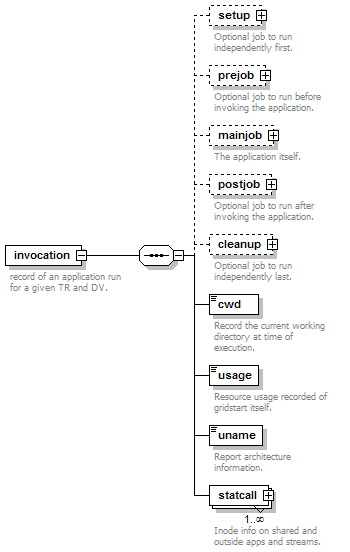 setup
Optional job to run
independently first.
prejob
Optional job to run before
invoking the application.
mainjob
The application itself.
postjob
Optional job to run after
invoking the application.
invocation
record of an application run
for a given TR and DV.
cleanup
Optional job to run
independently last.
cwd
Record the current working
directory at time of
execution.
usage
Resource usage recorded of
gridstart itself.
uname
Report architecture
information.
statcall
1..∞
Inode info on shared and
outside apps and streams.